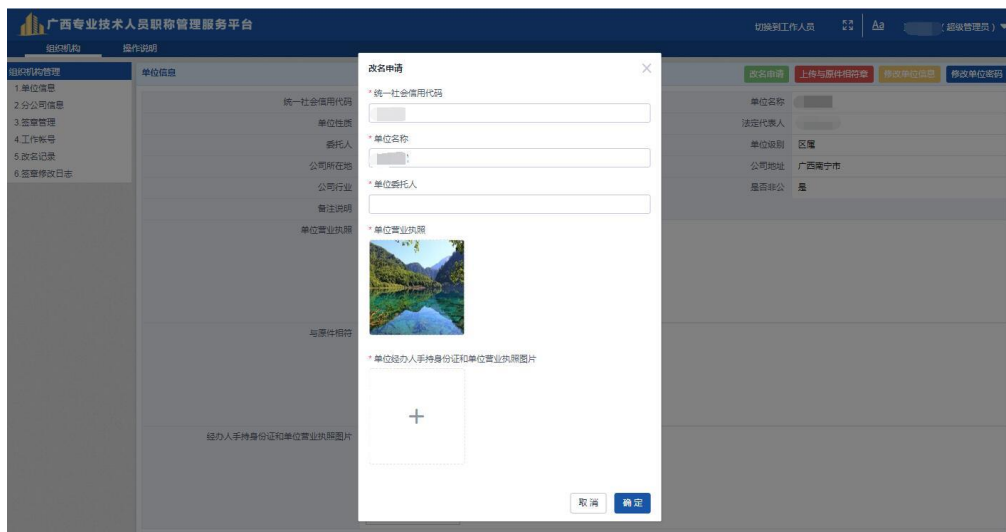 广西专业技术人员职称管理服务平台
切换到工作人员
Aa
(超级管理员)
组织机构
操作说明
组织机构管理
1.单位信息
2.分公司信息
3.签章管理
4.工作帐号
5.改名记录
6.签章修改日志
单位信息
改名申请
上传与原件相符章
修改单位信息
修改单位密码
统一社会信用代码
单位名称
单位性质
法定代表人
委托人
单位级别
区属
公司所在地
公司地址
广西南宁市
公司行业
是否非公
是
备注说明
单位营业执照
与原件相符
经办人手持身份证和单位营业执照图片
改名申请
*统一社会信用代码
*单位名称
*单位委托人
*单位营业执照
*单位经办人手持身份证和单位营业执照图片
取消
确定